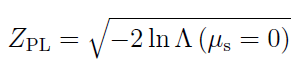 Z_PL = √(−2 ln Λ (μ_s = 0))